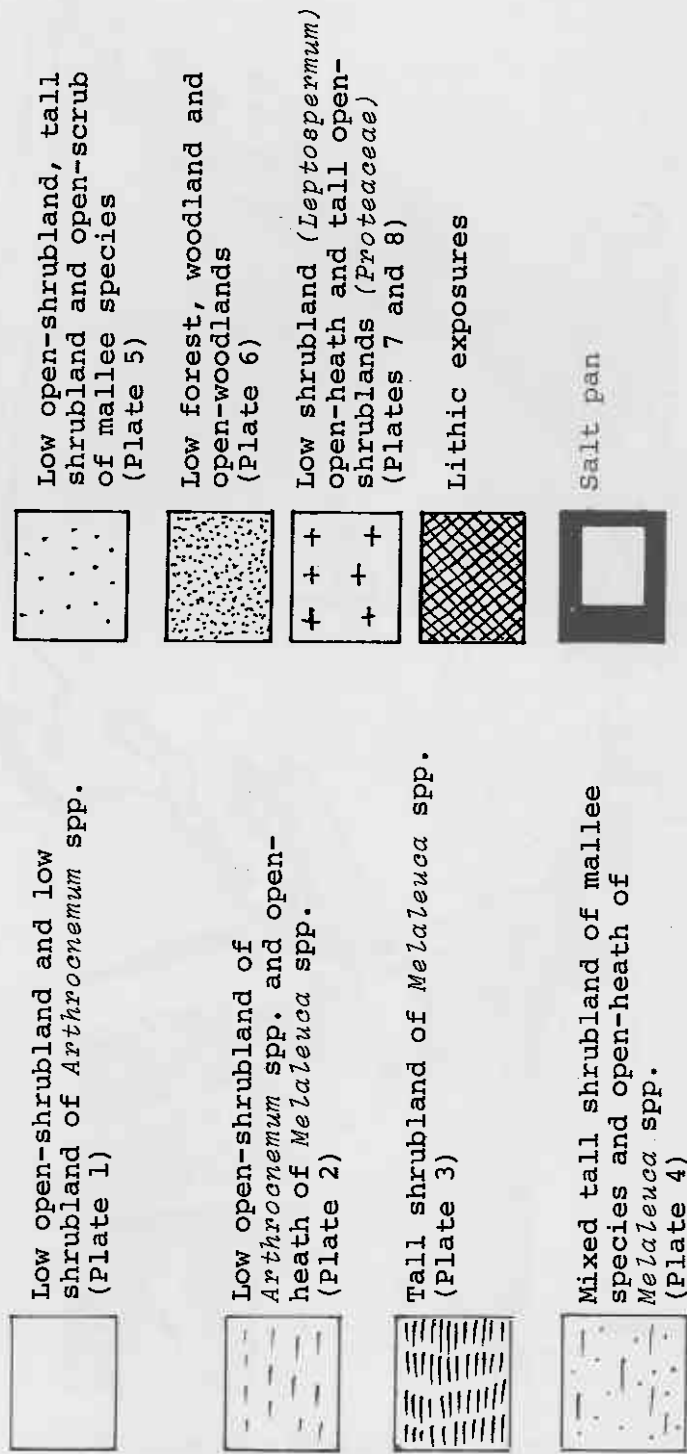 Low open-shrubland and low
shrubland of Arthrocnemum spp.
(Plate 1)
Low open-shrubland of
Arthrocnemum spp. and open-
heath of Melaleuca spp.
(Plate 2)
Tall shrubland of Melaleuca spp.
(Plate 3)
Mixed tall shrubland of mallee
species and open-heath of
Melaleuca spp.
(Plate 4)
Low open-shrubland, tall
shrubland and open-scrub
of mallee species
(Plate 5)
Low forest, woodland and
open-woodlands
(Plate 6)
Low shrubland (Leptospermum)
open-heath and tall open-
shrublands (Proteaceae)
(Plates 7 and 8)
Lithic exposures
Salt pan